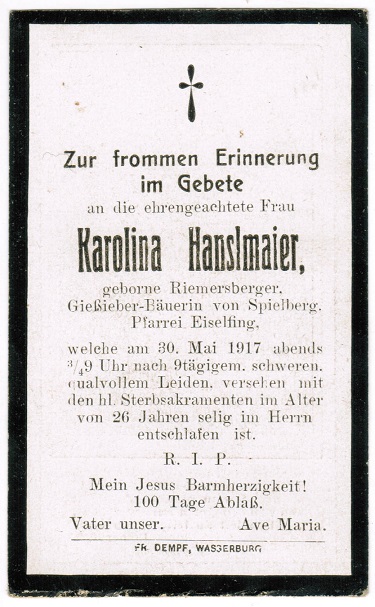 Zur frommen Erinnerung
im Gebete
an die ehrengeachtete Frau
Karolina Hanslmaier,
geborne Riemersberger,
Gießieber-Bäuerin von Spielberg,
Pfarrei Eiselfing,
welche am 30. Mai 1917 abends
3/49 Uhr nach 9tägigem, schweren,
qualvollem Leiden, versehen mit
den hl. Sterbsakramenten im Alter
von 26 Jahren selig im Herrn
entschlafen ist.
R. I. P.
Mein Jesus Barmherzigkeit!
100 Tage Ablaß.
Vater unser. Ave Maria.
FR. DEMPF, WASSERBURG